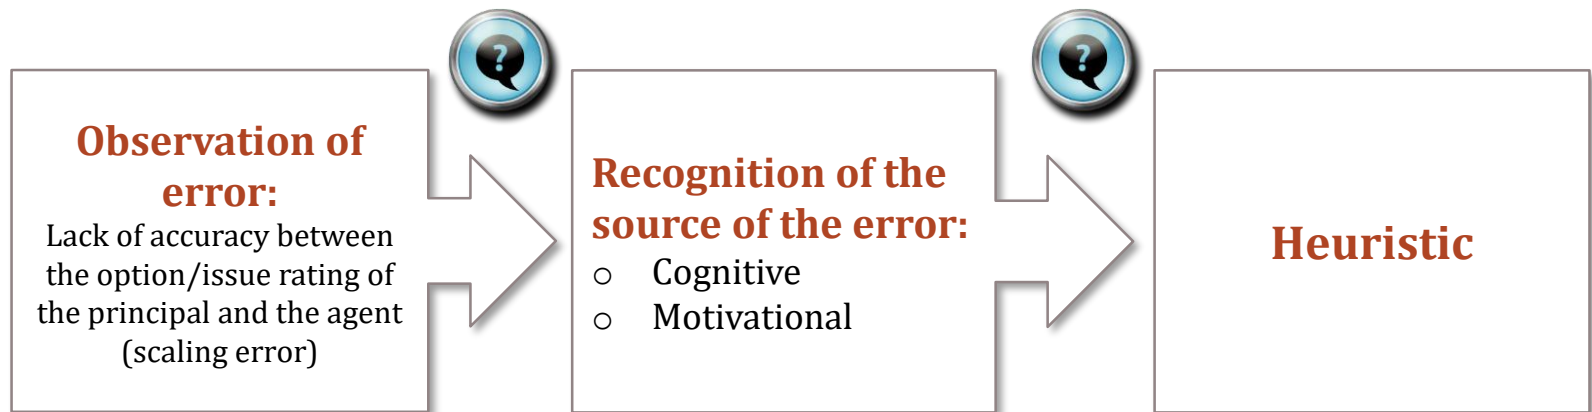 ?
?
Observation of
error:
Lack of accuracy between
the option/issue rating of
the principal and the agent
(scaling error)
Recognition of the
source of the error:
o Cognitive
o Motivational
Heuristic